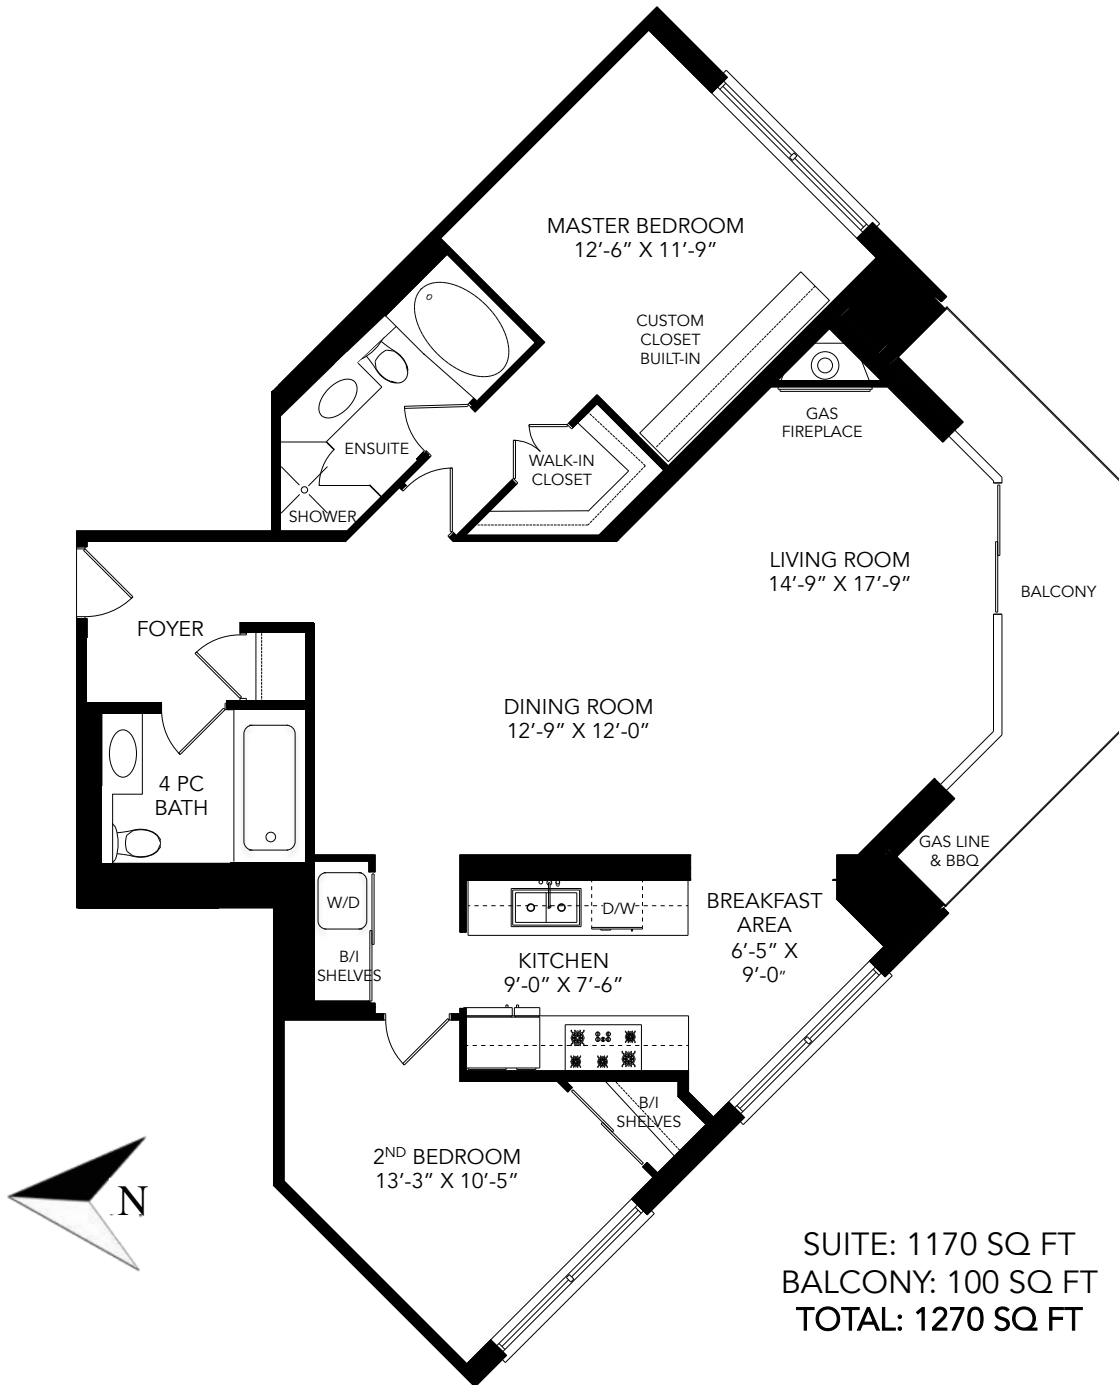 MASTER BEDROOM
12'-6” X 11'-9”
CUSTOM
CLOSET
BUILT-IN
GAS
FIREPLACE
ENSUITE
WALK-IN
CLOSET
SHOWER
LIVING ROOM
14'-9” X 17'-9”
BALCONY
FOYER
DINING ROOM
12'-9” X 12'-0”
4 PC
BATH
GAS LINE
& BBQ
W/D
D/W
BREAKFAST
AREA
6'-5” X
9'-0”
B/I
SHELVES
KITCHEN
9'-0” X 7'-6”
B/I
SHELVES
2ND BEDROOM
13'-3” X 10'-5”
N
SUITE: 1170 SQ FT
BALCONY: 100 SQ FT
TOTAL: 1270 SQ FT